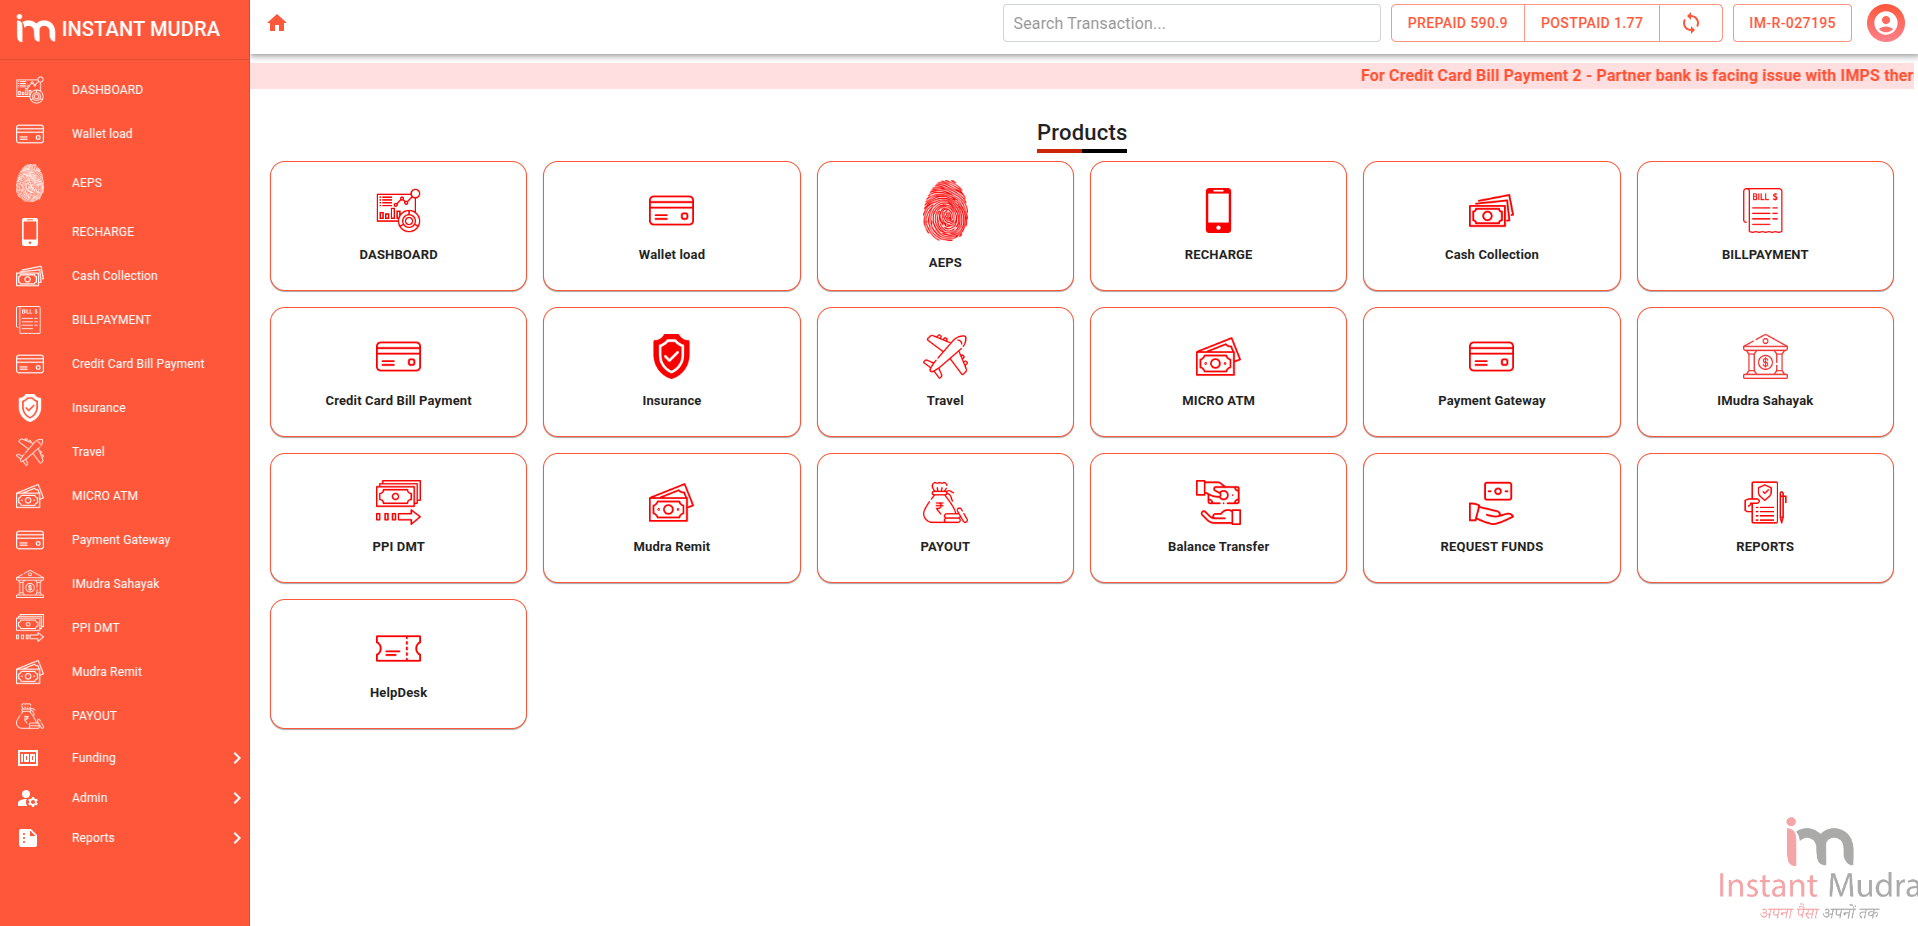 im INSTANT MUDRA
DASHBOARD
Wallet load
AEPS
RECHARGE
Cash Collection
BILLPAYMENT
Credit Card Bill Payment
Insurance
Travel
MICRO ATM
Payment Gateway
IMudra Sahayak
PPI DMT
Mudra Remit
PAYOUT
Funding
Admin
Reports
Search Transaction...
PREPAID 590.9
POSTPAID 1.77
IM-R-027195
For Credit Card Bill Payment 2 - Partner bank is facing issue with IMPS ther
Products
DASHBOARD
Wallet load
AEPS
RECHARGE
Cash Collection
BILL $
BILLPAYMENT
Credit Card Bill Payment
Insurance
Travel
MICRO ATM
Payment Gateway
IMudra Sahayak
PPI DMT
Mudra Remit
PAYOUT
Balance Transfer
REQUEST FUNDS
REPORTS
HelpDesk
im
Instant Mudra
अपना पैसा अपनों तक